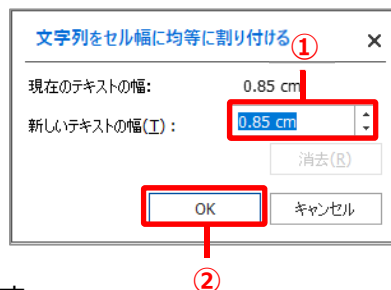 文字列をセル幅に均等に割り付ける
①
×
現在のテキストの幅: 0.85 cm
新しいテキストの幅(T): 0.85 cm
消去(R)
OK キャンセル
②